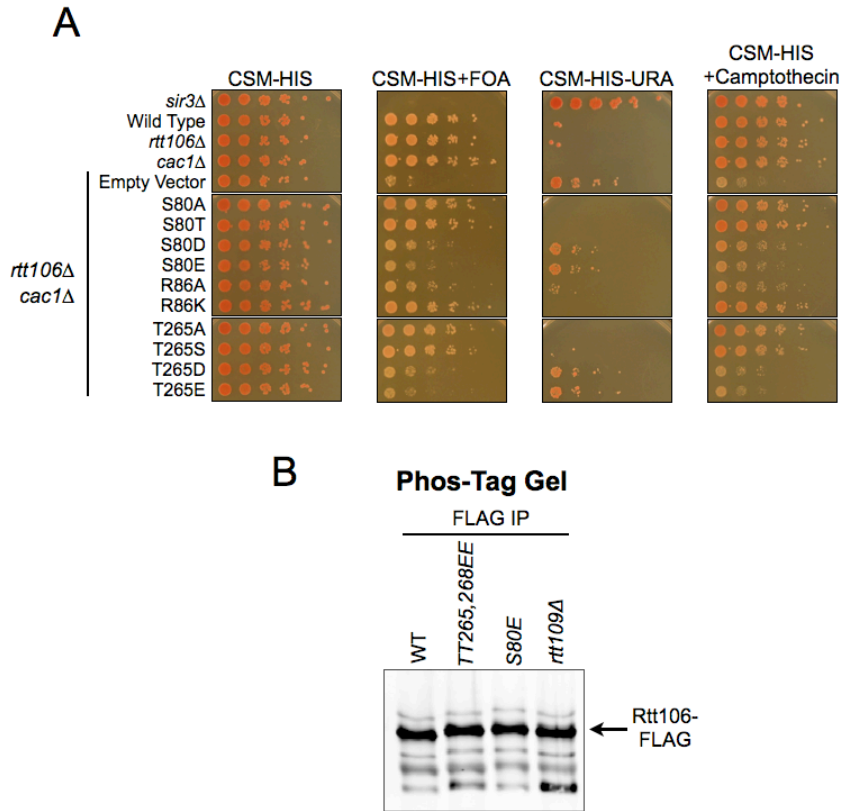 A
CSM-HIS
CSM-HIS+FOA
CSM-HIS-URA
CSM-HIS
+Camptothecin
sir3Δ
Wild Type
rtt106Δ
cac1Δ
Empty Vector
S80A
S80T
S80D
S80E
R86A
R86K
T265A
T265S
T265D
T265E
rtt106Δ
cac1Δ
B
Phos-Tag Gel
FLAG IP
WT
TT265,268EE
S80E
rtt109Δ
Rtt106-
FLAG